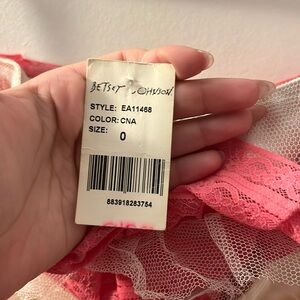 BETSEY JOHNSON
STYLE: EA11468
COLOR: CNA
SIZE: 0
883918283754